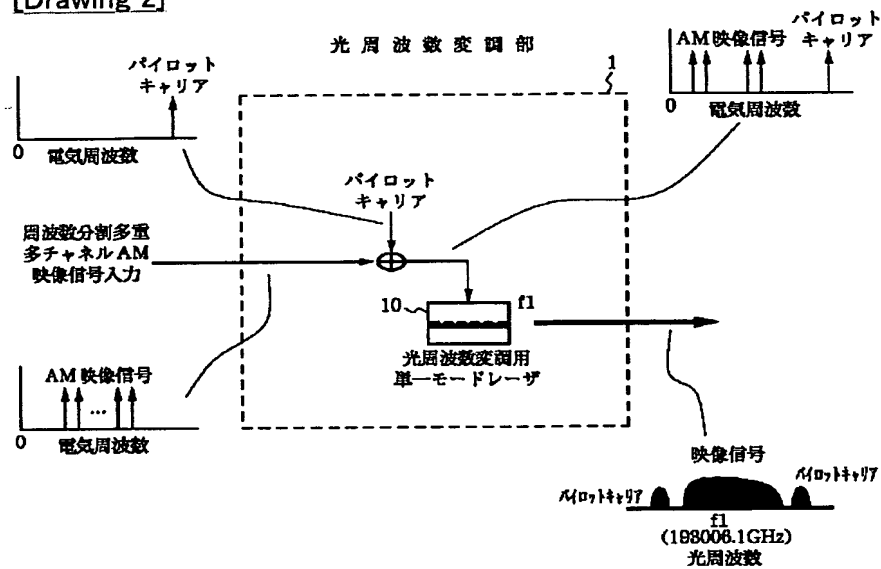 [Drawing 2]
光周波数変調部
1
パイロット
キャリア
0
電気周波数
AM 映像信号
パイロット
キャリア
0
電気周波数
パイロット
キャリア
周波数分割多重
多チャネル AM
映像信号入力
10
f1
光周波数変調用
単一モードレーザ
AM 映像信号
...
0
電気周波数
映像信号
パイロットキャリア
パイロットキャリア
f1
(193006.1GHz)
光周波数